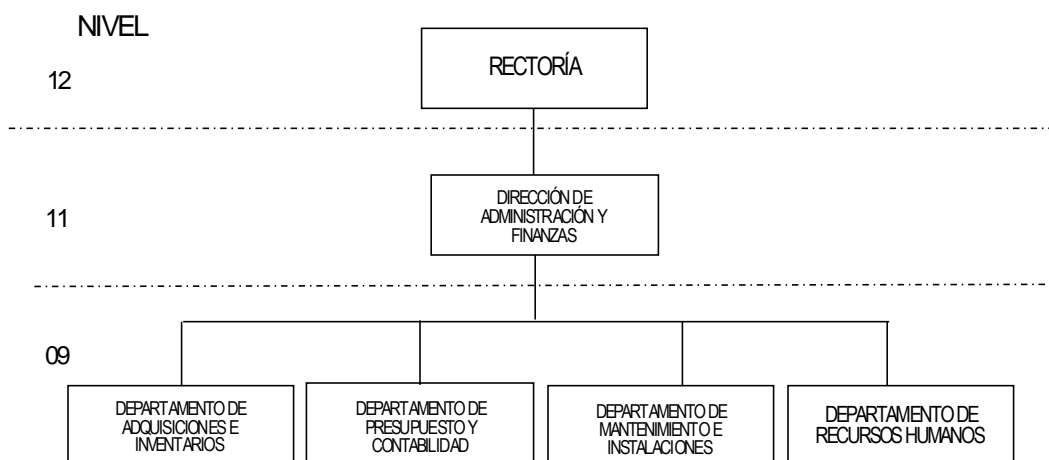 NIVEL
12
RECTORÍA
11
DIRECCIÓN DE
ADMINISTRACIÓN Y
FINANZAS
09
DEPARTAMENTO DE
ADQUISICIONES E
INVENTARIOS
DEPARTAMENTO DE
PRESUPUESTO Y
CONTABILIDAD
DEPARTAMENTO DE
MANTENIMIENTO E
INSTALACIONES
DEPARTAMENTO DE
RECURSOS HUMANOS